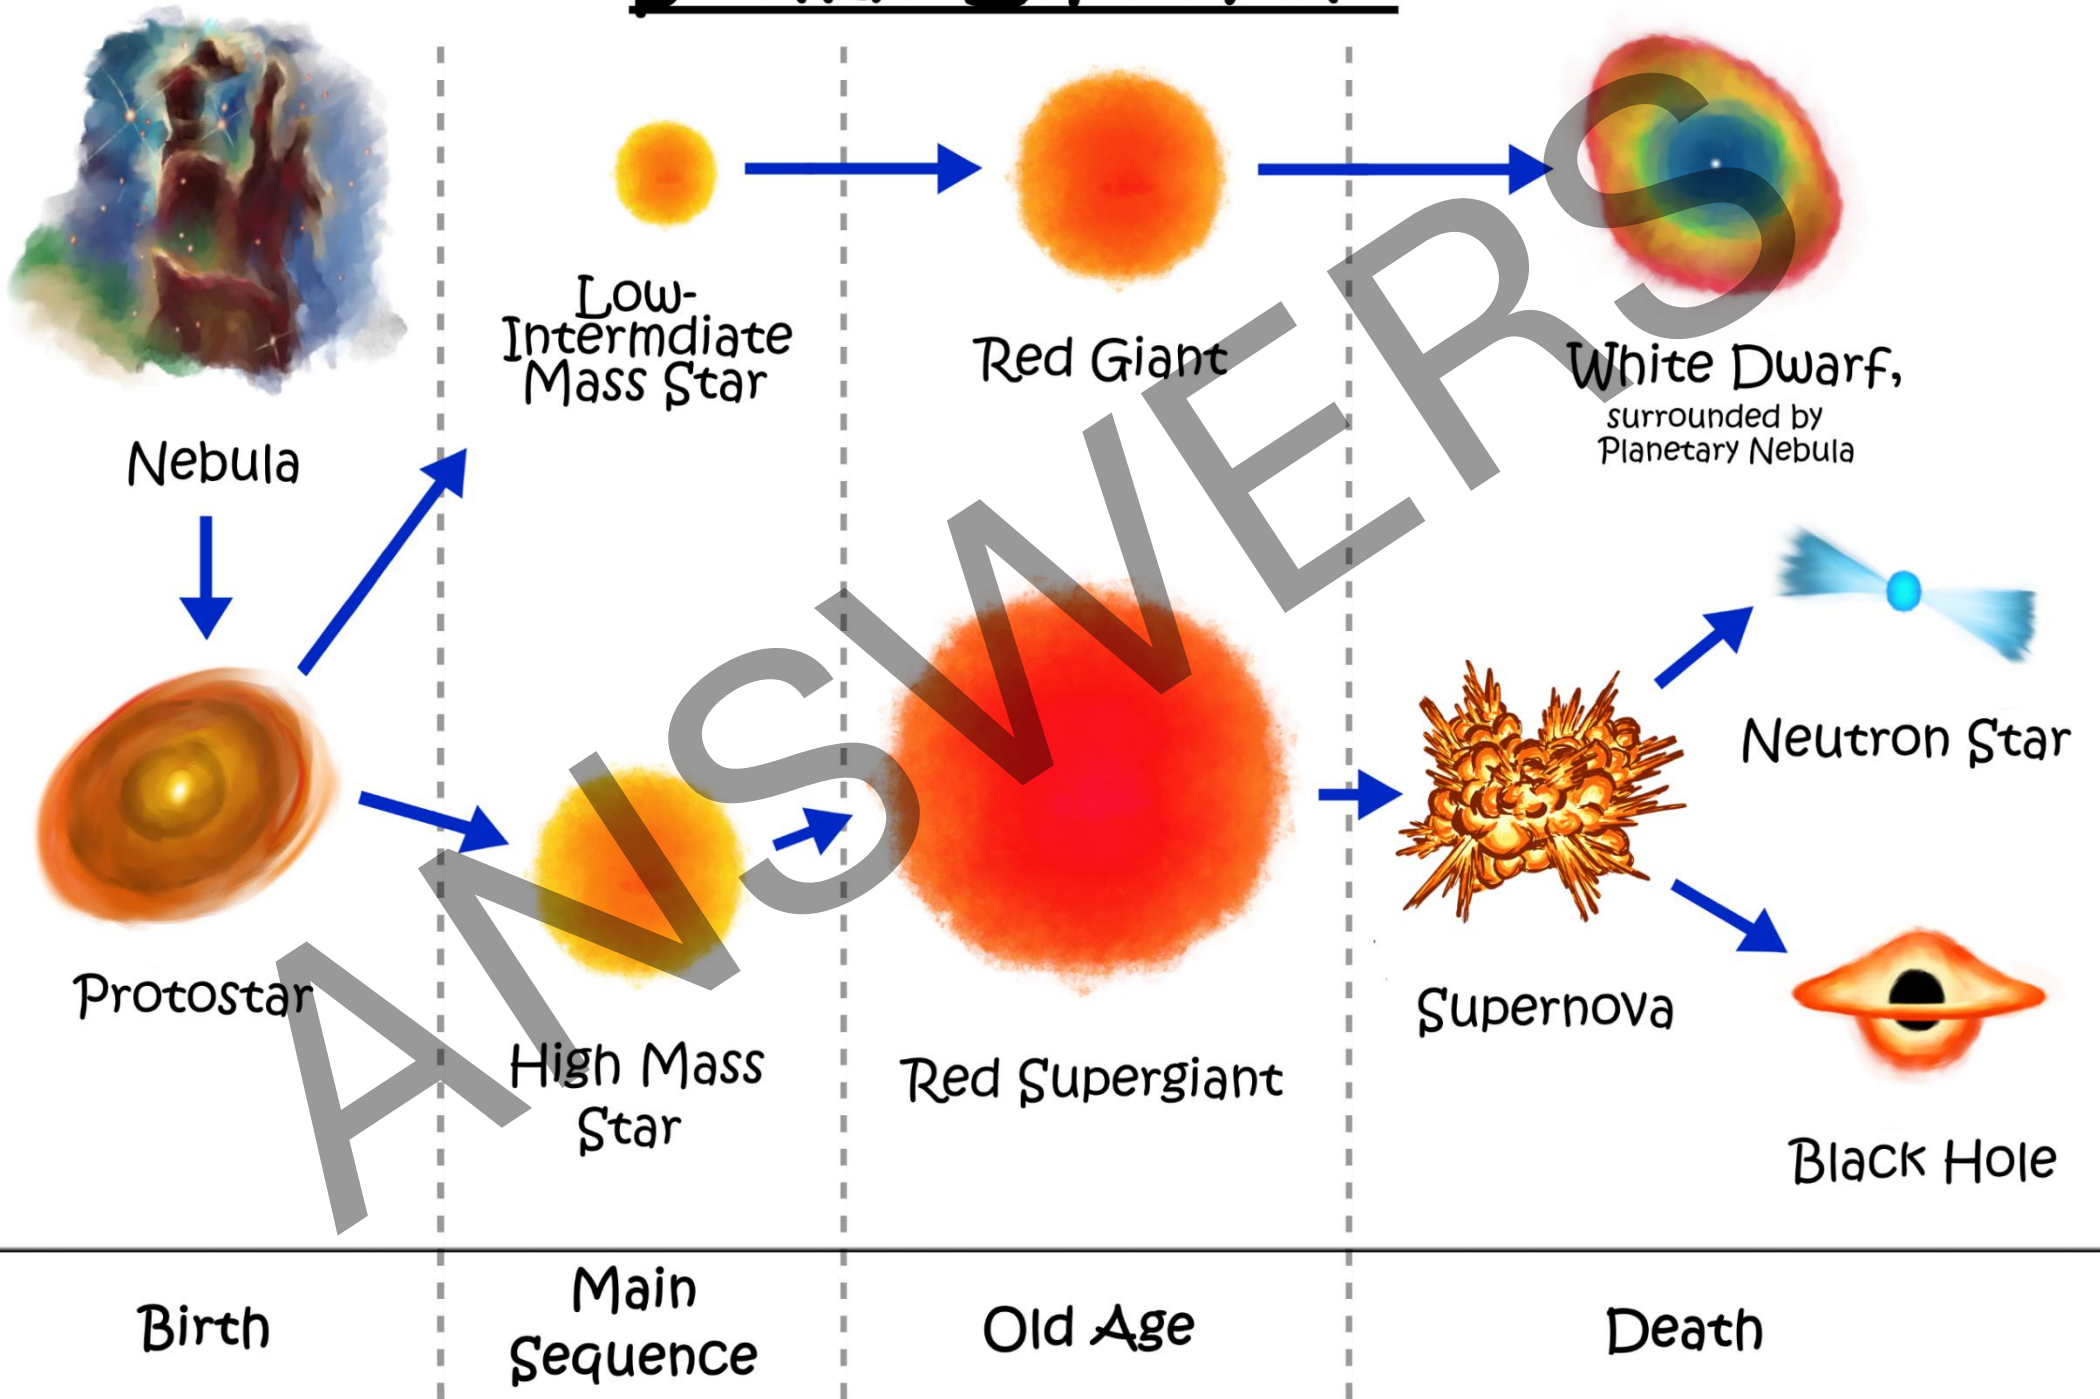 Low-
Intermdiate
Mass Star
Red Giant
White Dwarf,
surrounded by
Planetary Nebula
Nebula
Neutron Star
Protostar
High Mass
Star
Red Supergiant
Supernova
Black Hole
ANSWERS
Birth
Main
Sequence
Old Age
Death